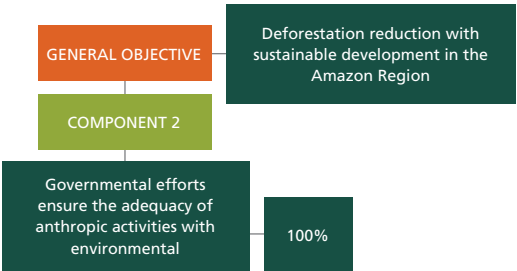 GENERAL OBJECTIVE
Deforestation reduction with
sustainable development in the
Amazon Region
COMPONENT 2
Governmental efforts
ensure the adequacy of
anthropic activities with
environmental
100%